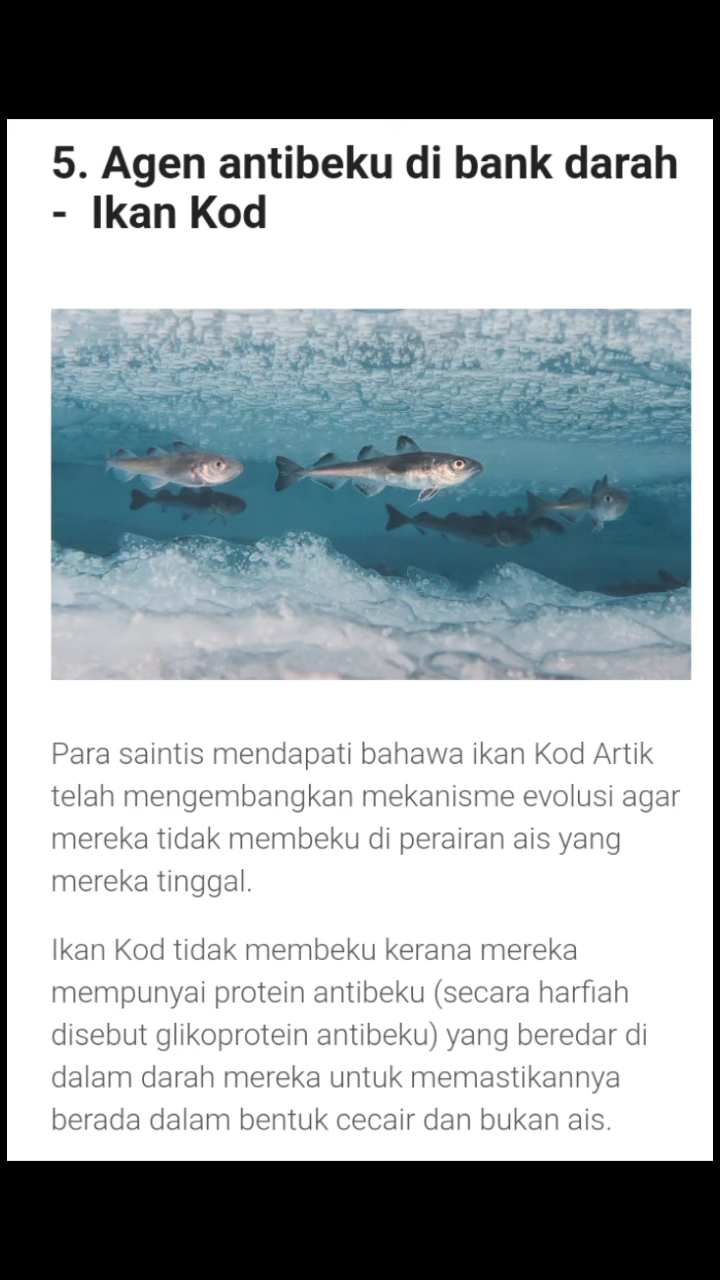 5. Agen antibeku di bank darah
- Ikan Kod
Para saintis mendapati bahawa ikan Kod Artik
telah mengembangkan mekanisme evolusi agar
mereka tidak membeku di perairan ais yang
mereka tinggal.
Ikan Kod tidak membeku kerana mereka
mempunyai protein antibeku (secara harfiah
disebut glikoprotein antibeku) yang beredar di
dalam darah mereka untuk memastikannya
berada dalam bentuk cecair dan bukan ais.